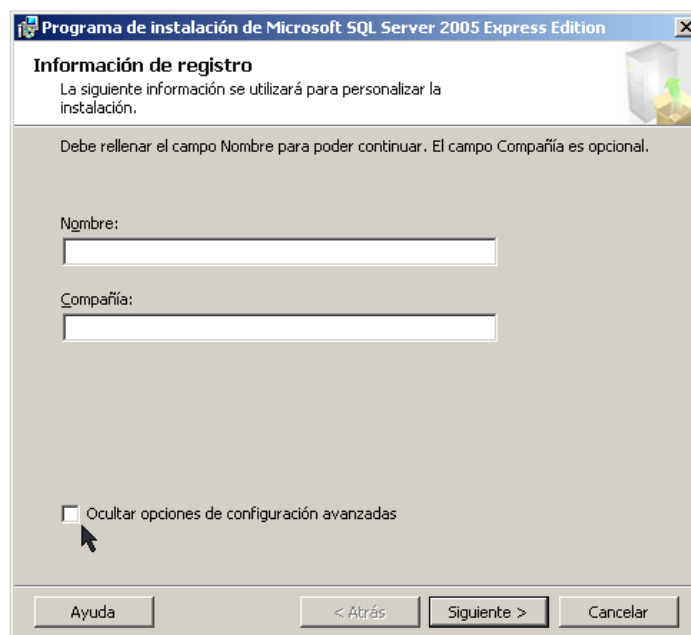 Programa de instalación de Microsoft SQL Server 2005 Express Edition
Información de registro
La siguiente información se utilizará para personalizar la
instalación.
Debe rellenar el campo Nombre para poder continuar. El campo Compañía es opcional.
Nombre:
Compañía:
Ocultar opciones de configuración avanzadas
Ayuda
< Atrás
Siguiente >
Cancelar